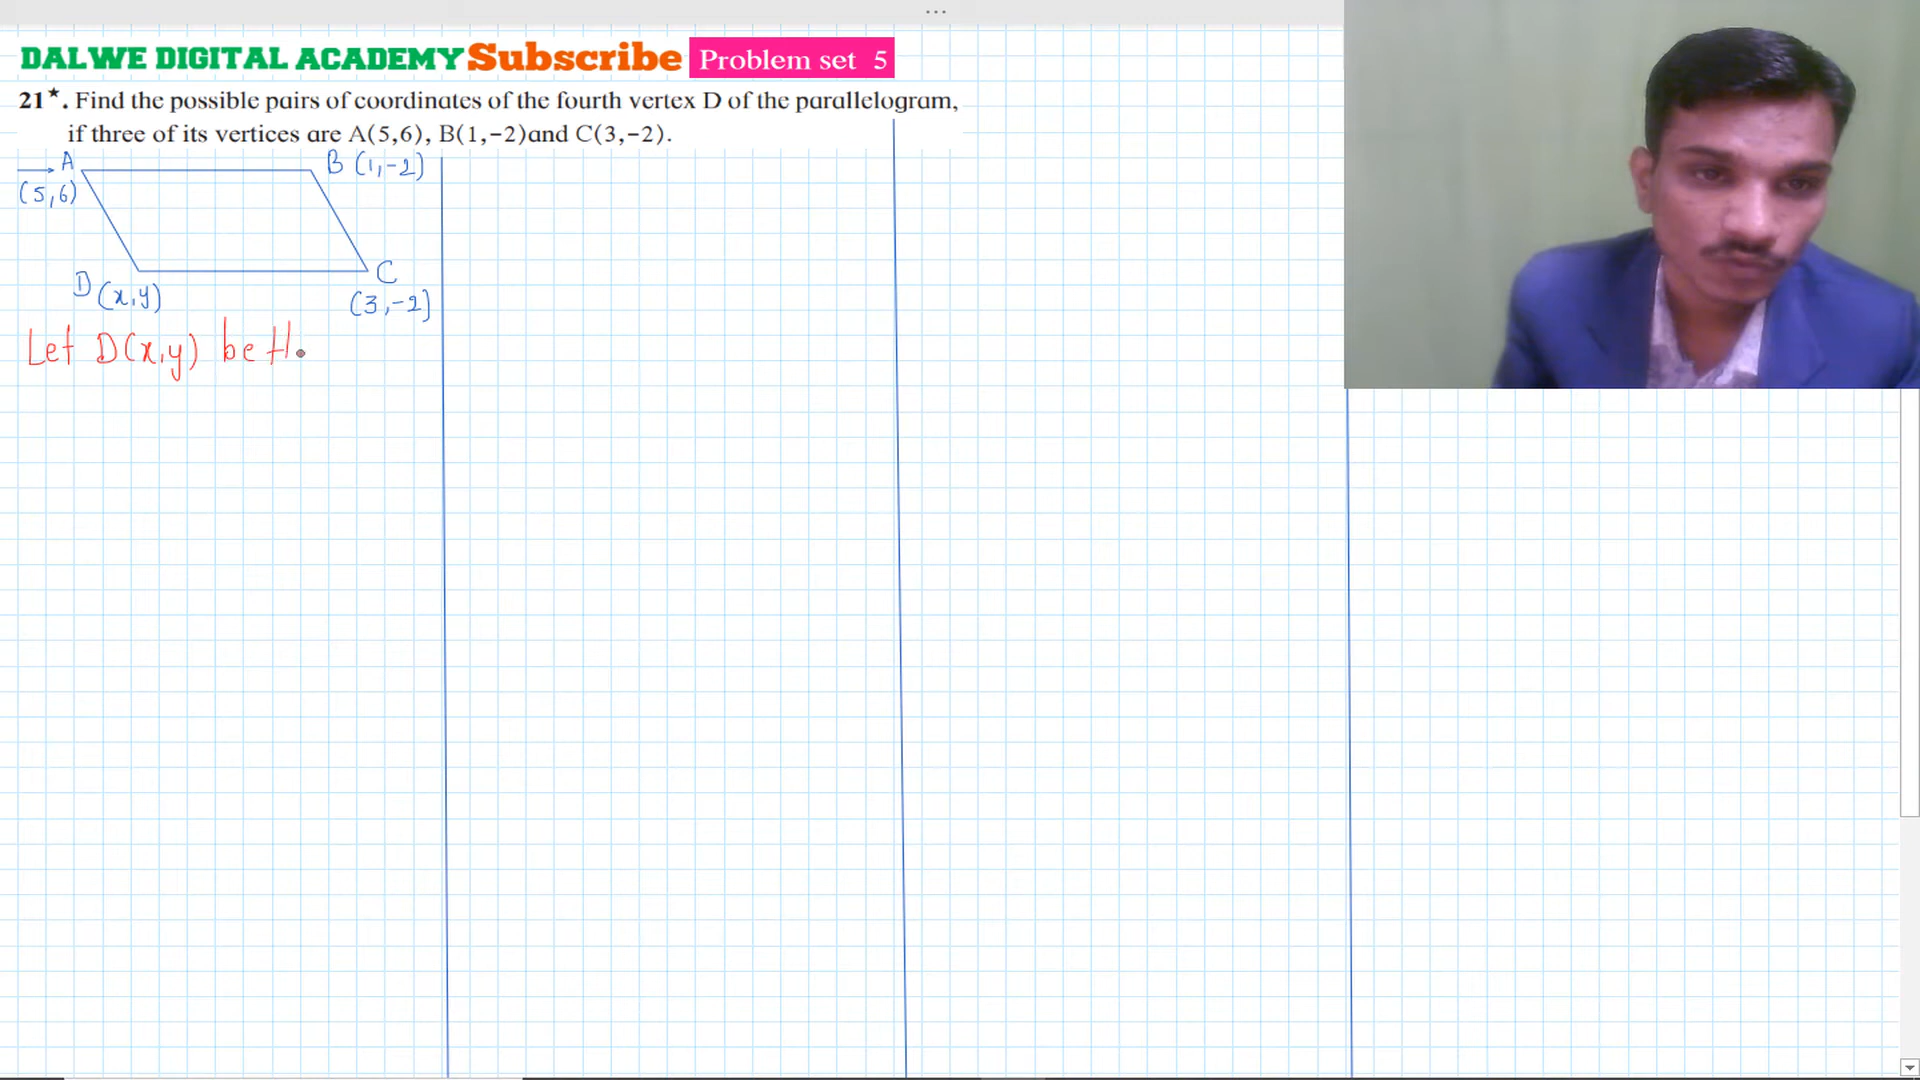 ...
DALWE DIGITAL ACADEMY Subscribe Problem set 5
21★. Find the possible pairs of coordinates of the fourth vertex D of the parallelogram,
if three of its vertices are A(5,6), B(1,-2)and C(3,-2).
A B (1,-2)
(5,6)
D (x,y) C
(3,-2)
Let D(x,y) be